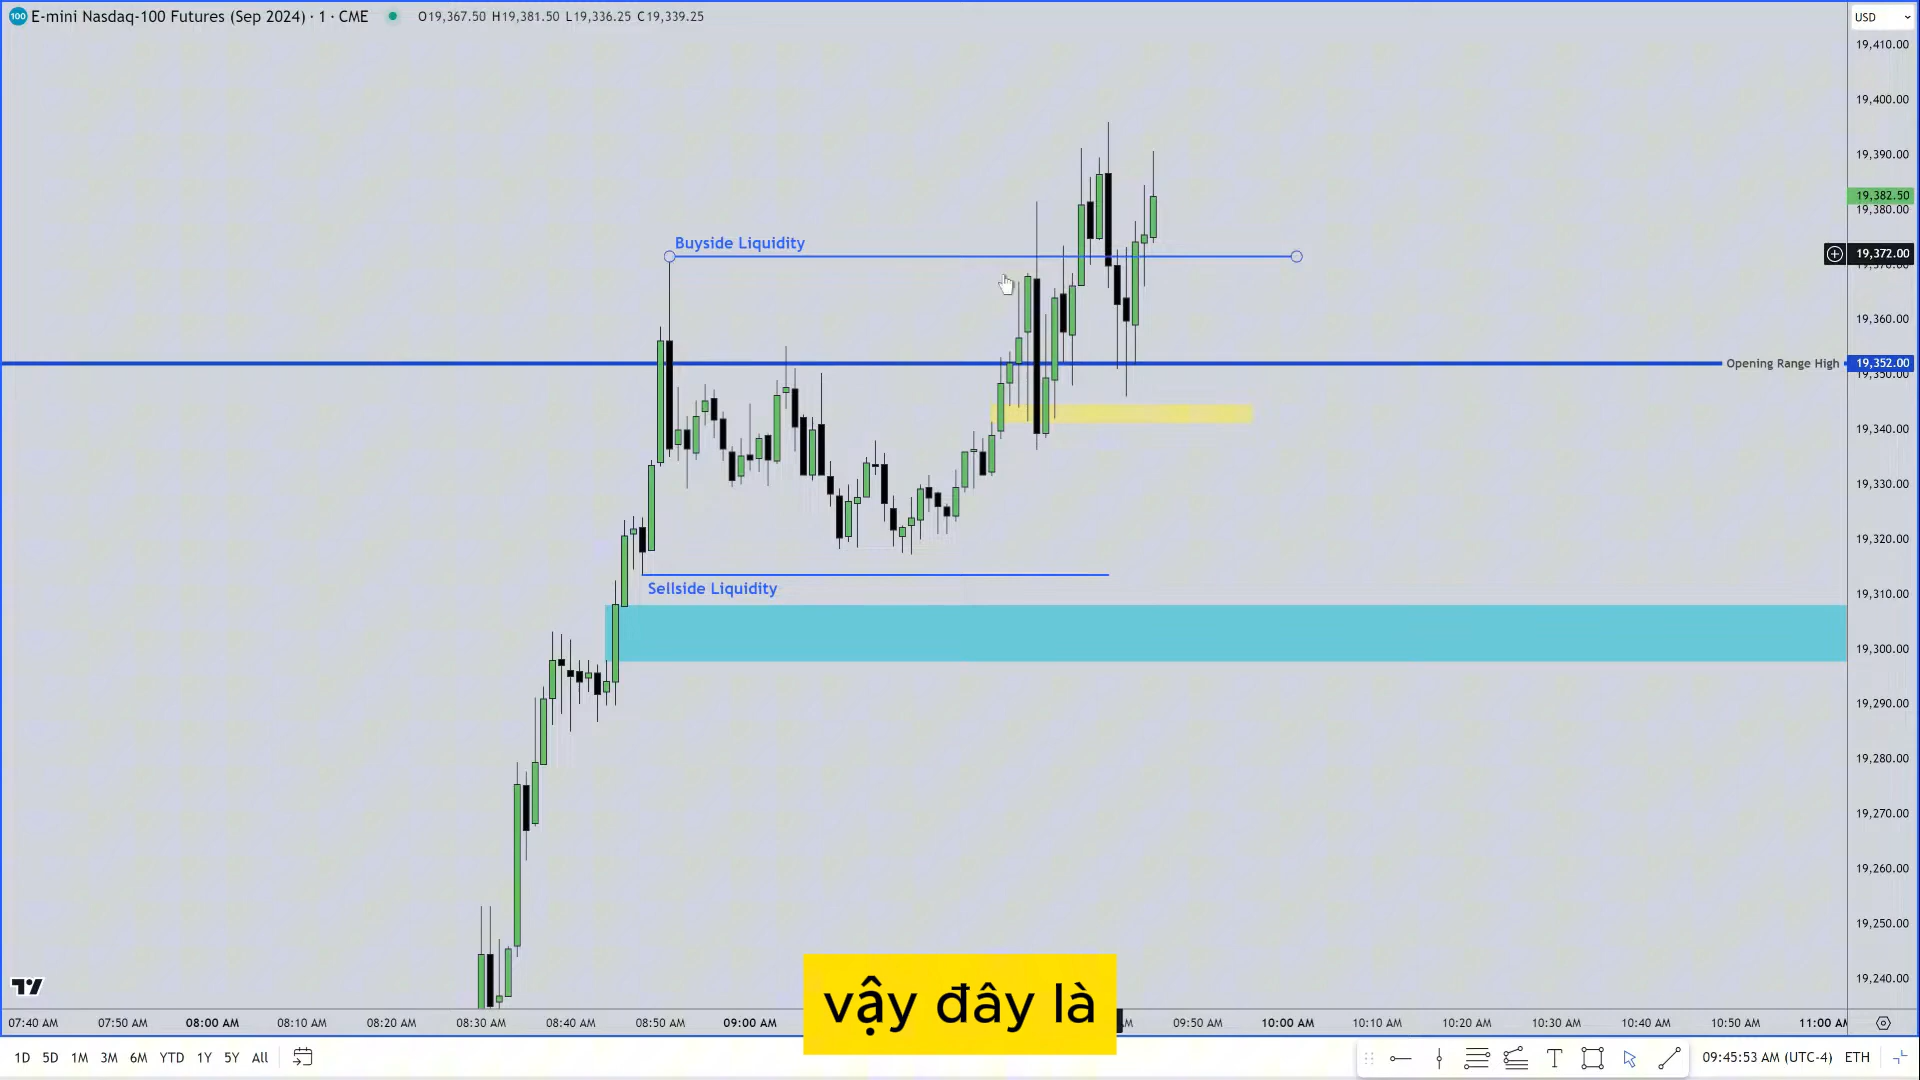 100 E-mini Nasdaq-100 Futures (Sep 2024) · 1 · CME O19,367.50 H19,381.50 L19,336.25 C19,339.25
USD
19,410.00
19,400.00
19,390.00
19,382.50
19,380.00
Buyside Liquidity
19,372.00
19,360.00
Opening Range High
19,352.00
19,350.00
19,340.00
19,330.00
19,320.00
Sellside Liquidity
19,310.00
19,300.00
19,290.00
19,280.00
19,270.00
19,260.00
19,250.00
19,240.00
vậy đây là
07:40 AM 07:50 AM 08:00 AM 08:10 AM 08:20 AM 08:30 AM 08:40 AM 08:50 AM 09:00 AM 09:50 AM 10:00 AM 10:10 AM 10:20 AM 10:30 AM 10:40 AM 10:50 AM 11:00 AM
1D 5D 1M 3M 6M YTD 1Y 5Y All 09:45:53 AM (UTC-4) ETH